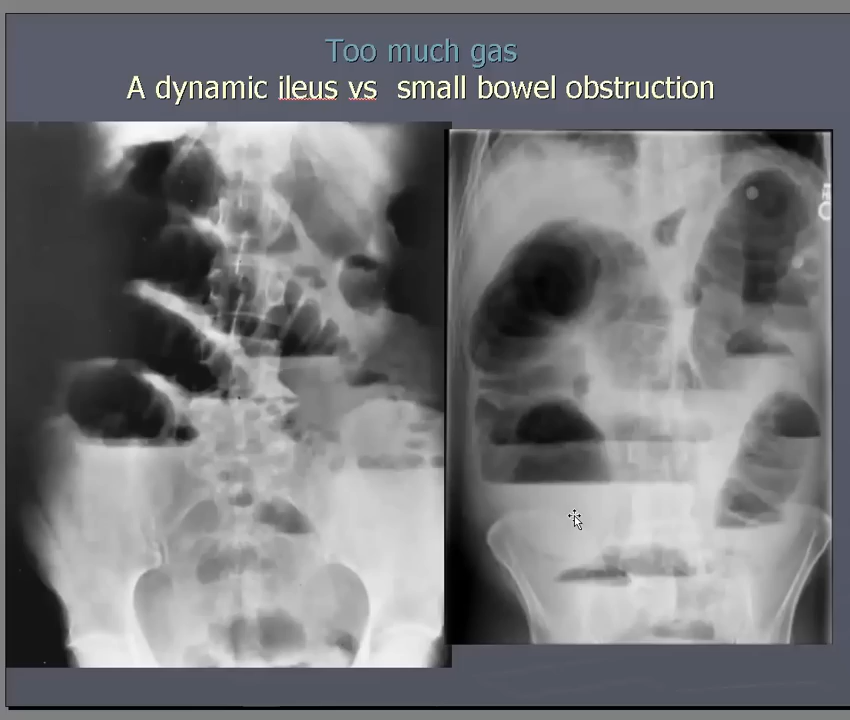 Too much gas
A dynamic ileus vs small bowel obstruction